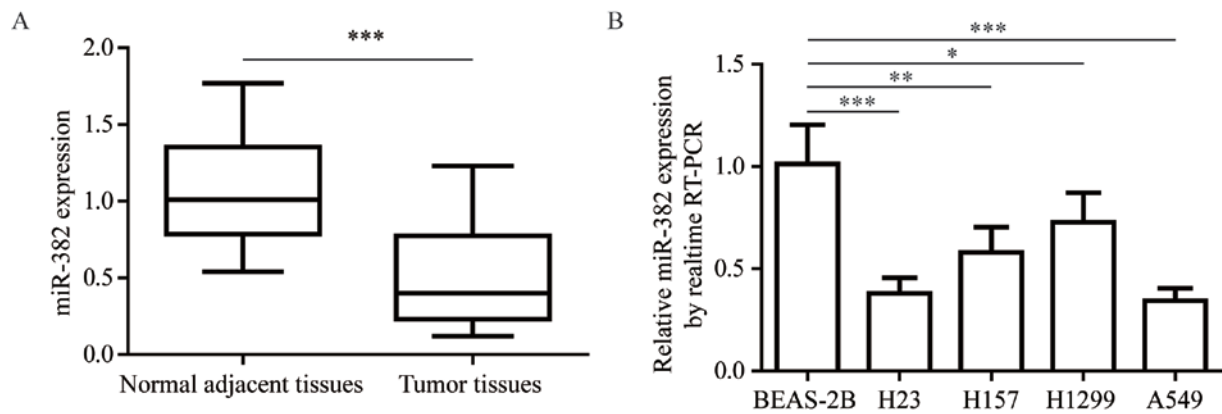 A
miR-382 expression
2.0
1.5
1.0
0.5
0.0
***
Normal adjacent tissues
Tumor tissues
B
Relative miR-382 expression
by realtime RT-PCR
1.5
1.0
0.5
0.0
***
*
**
***
BEAS-2B
H23
H157
H1299
A549